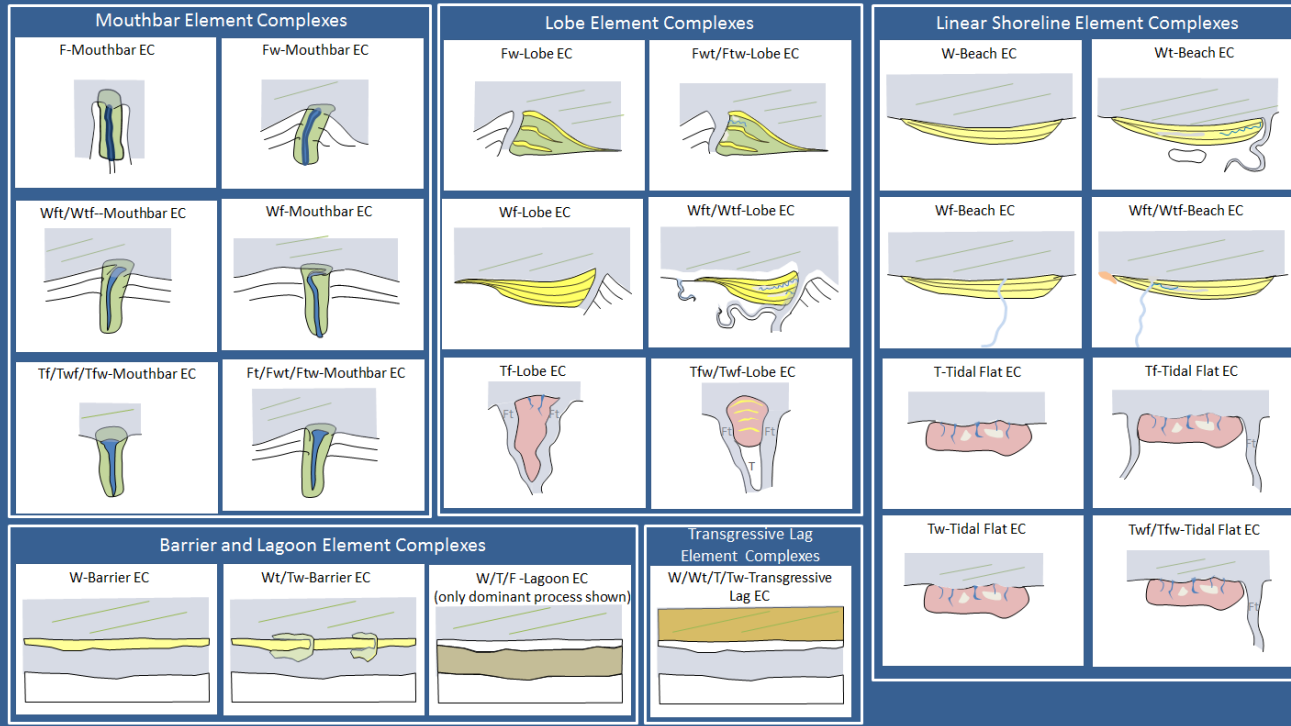 Mouthbar Element Complexes
F-Mouthbar EC
Fw-Mouthbar EC
Wft/Wtf--Mouthbar EC
Wf-Mouthbar EC
Tf/Twf/Tfw-Mouthbar EC
Ft/Fwt/Ftw-Mouthbar EC
Lobe Element Complexes
Fw-Lobe EC
Fwt/Ftw-Lobe EC
Wf-Lobe EC
Wft/Wtf-Lobe EC
Tf-Lobe EC
Ft
Ft
Tfw/Twf-Lobe EC
Ft
Ft
T
Linear Shoreline Element Complexes
W-Beach EC
Wt-Beach EC
Wf-Beach EC
Wft/Wtf-Beach EC
T-Tidal Flat EC
Tf-Tidal Flat EC
Ft
Tw-Tidal Flat EC
Twf/Tfw-Tidal Flat EC
Ft
Barrier and Lagoon Element Complexes
W-Barrier EC
Wt/Tw-Barrier EC
W/T/F -Lagoon EC
(only dominant process shown)
Transgressive Lag
Element Complexes
W/Wt/T/Tw-Transgressive
Lag EC